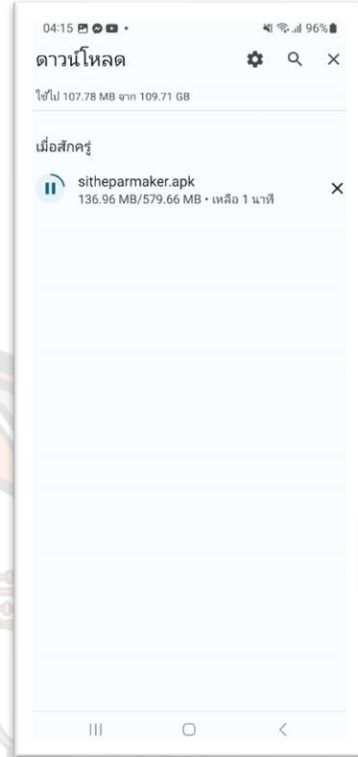 04:15
96%
ดาวน์โหลด
ใช้ไป 107.78 MB จาก 109.71 GB
เมื่อสักครู่
sitheparmaker.apk
136.96 MB/579.66 MB • เหลือ 1 นาที